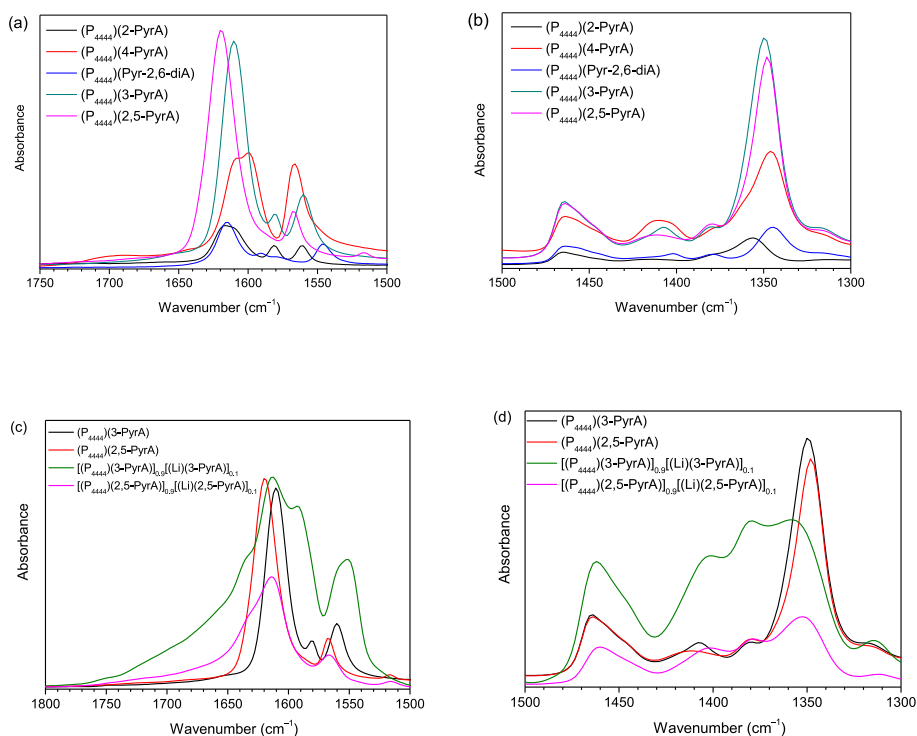 (a)
(P₄₄₄₄)(2-PyrA)
(P₄₄₄₄)(4-PyrA)
(P₄₄₄₄)(Pyr-2,6-diA)
(P₄₄₄₄)(3-PyrA)
(P₄₄₄₄)(2,5-PyrA)
Absorbance
1750 1700 1650 1600 1550 1500
Wavenumber (cm⁻¹)
(b)
(P₄₄₄₄)(2-PyrA)
(P₄₄₄₄)(4-PyrA)
(P₄₄₄₄)(Pyr-2,6-diA)
(P₄₄₄₄)(3-PyrA)
(P₄₄₄₄)(2,5-PyrA)
Absorbance
1500 1450 1400 1350 1300
Wavenumber (cm⁻¹)
(c)
(P₄₄₄₄)(3-PyrA)
(P₄₄₄₄)(2,5-PyrA)
[(P₄₄₄₄)(3-PyrA)]₀.₉[(Li)(3-PyrA)]₀.₁
[(P₄₄₄₄)(2,5-PyrA)]₀.₉[(Li)(2,5-PyrA)]₀.₁
Absorbance
1800 1750 1700 1650 1600 1550 1500
Wavenumber (cm⁻¹)
(d)
(P₄₄₄₄)(3-PyrA)
(P₄₄₄₄)(2,5-PyrA)
[(P₄₄₄₄)(3-PyrA)]₀.₉[(Li)(3-PyrA)]₀.₁
[(P₄₄₄₄)(2,5-PyrA)]₀.₉[(Li)(2,5-PyrA)]₀.₁
Absorbance
1500 1450 1400 1350 1300
Wavenumber (cm⁻¹)